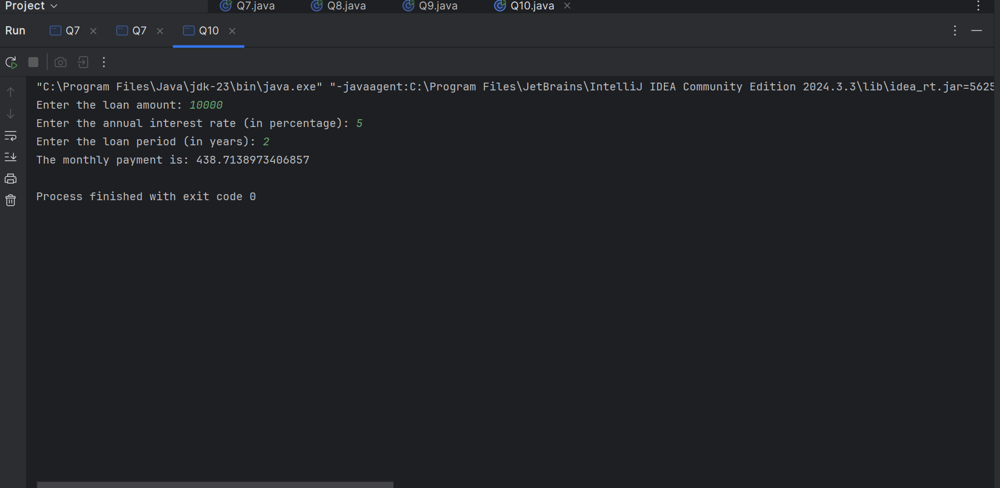 Project Q7.java Q8.java Q9.java Q10.java
Run Q7 Q7 Q10
"C:\Program Files\Java\jdk-23\bin\java.exe" "-javaagent:C:\Program Files\JetBrains\IntelliJ IDEA Community Edition 2024.3.3\lib\idea_rt.jar=5625
Enter the loan amount: 10000
Enter the annual interest rate (in percentage): 5
Enter the loan period (in years): 2
The monthly payment is: 438.7138973406857
Process finished with exit code 0